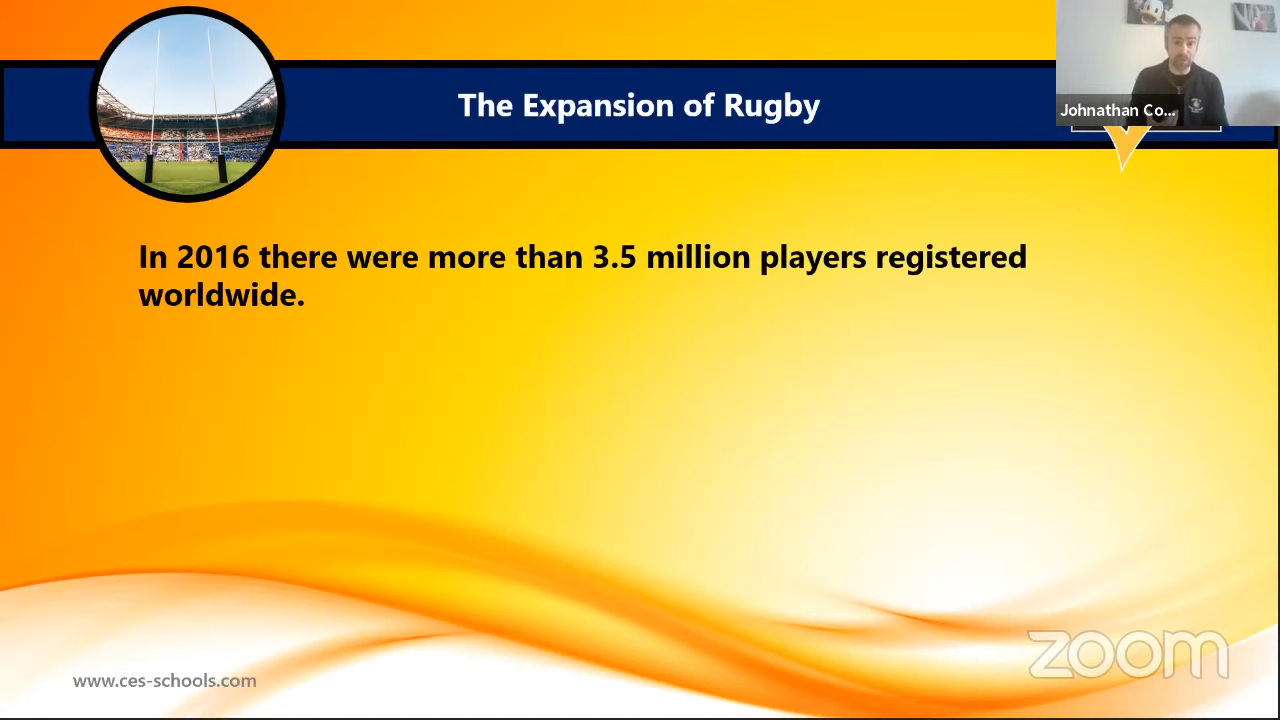 The Expansion of Rugby
Johnathan Co...
In 2016 there were more than 3.5 million players registered
worldwide.
zoom
www.ces-schools.com